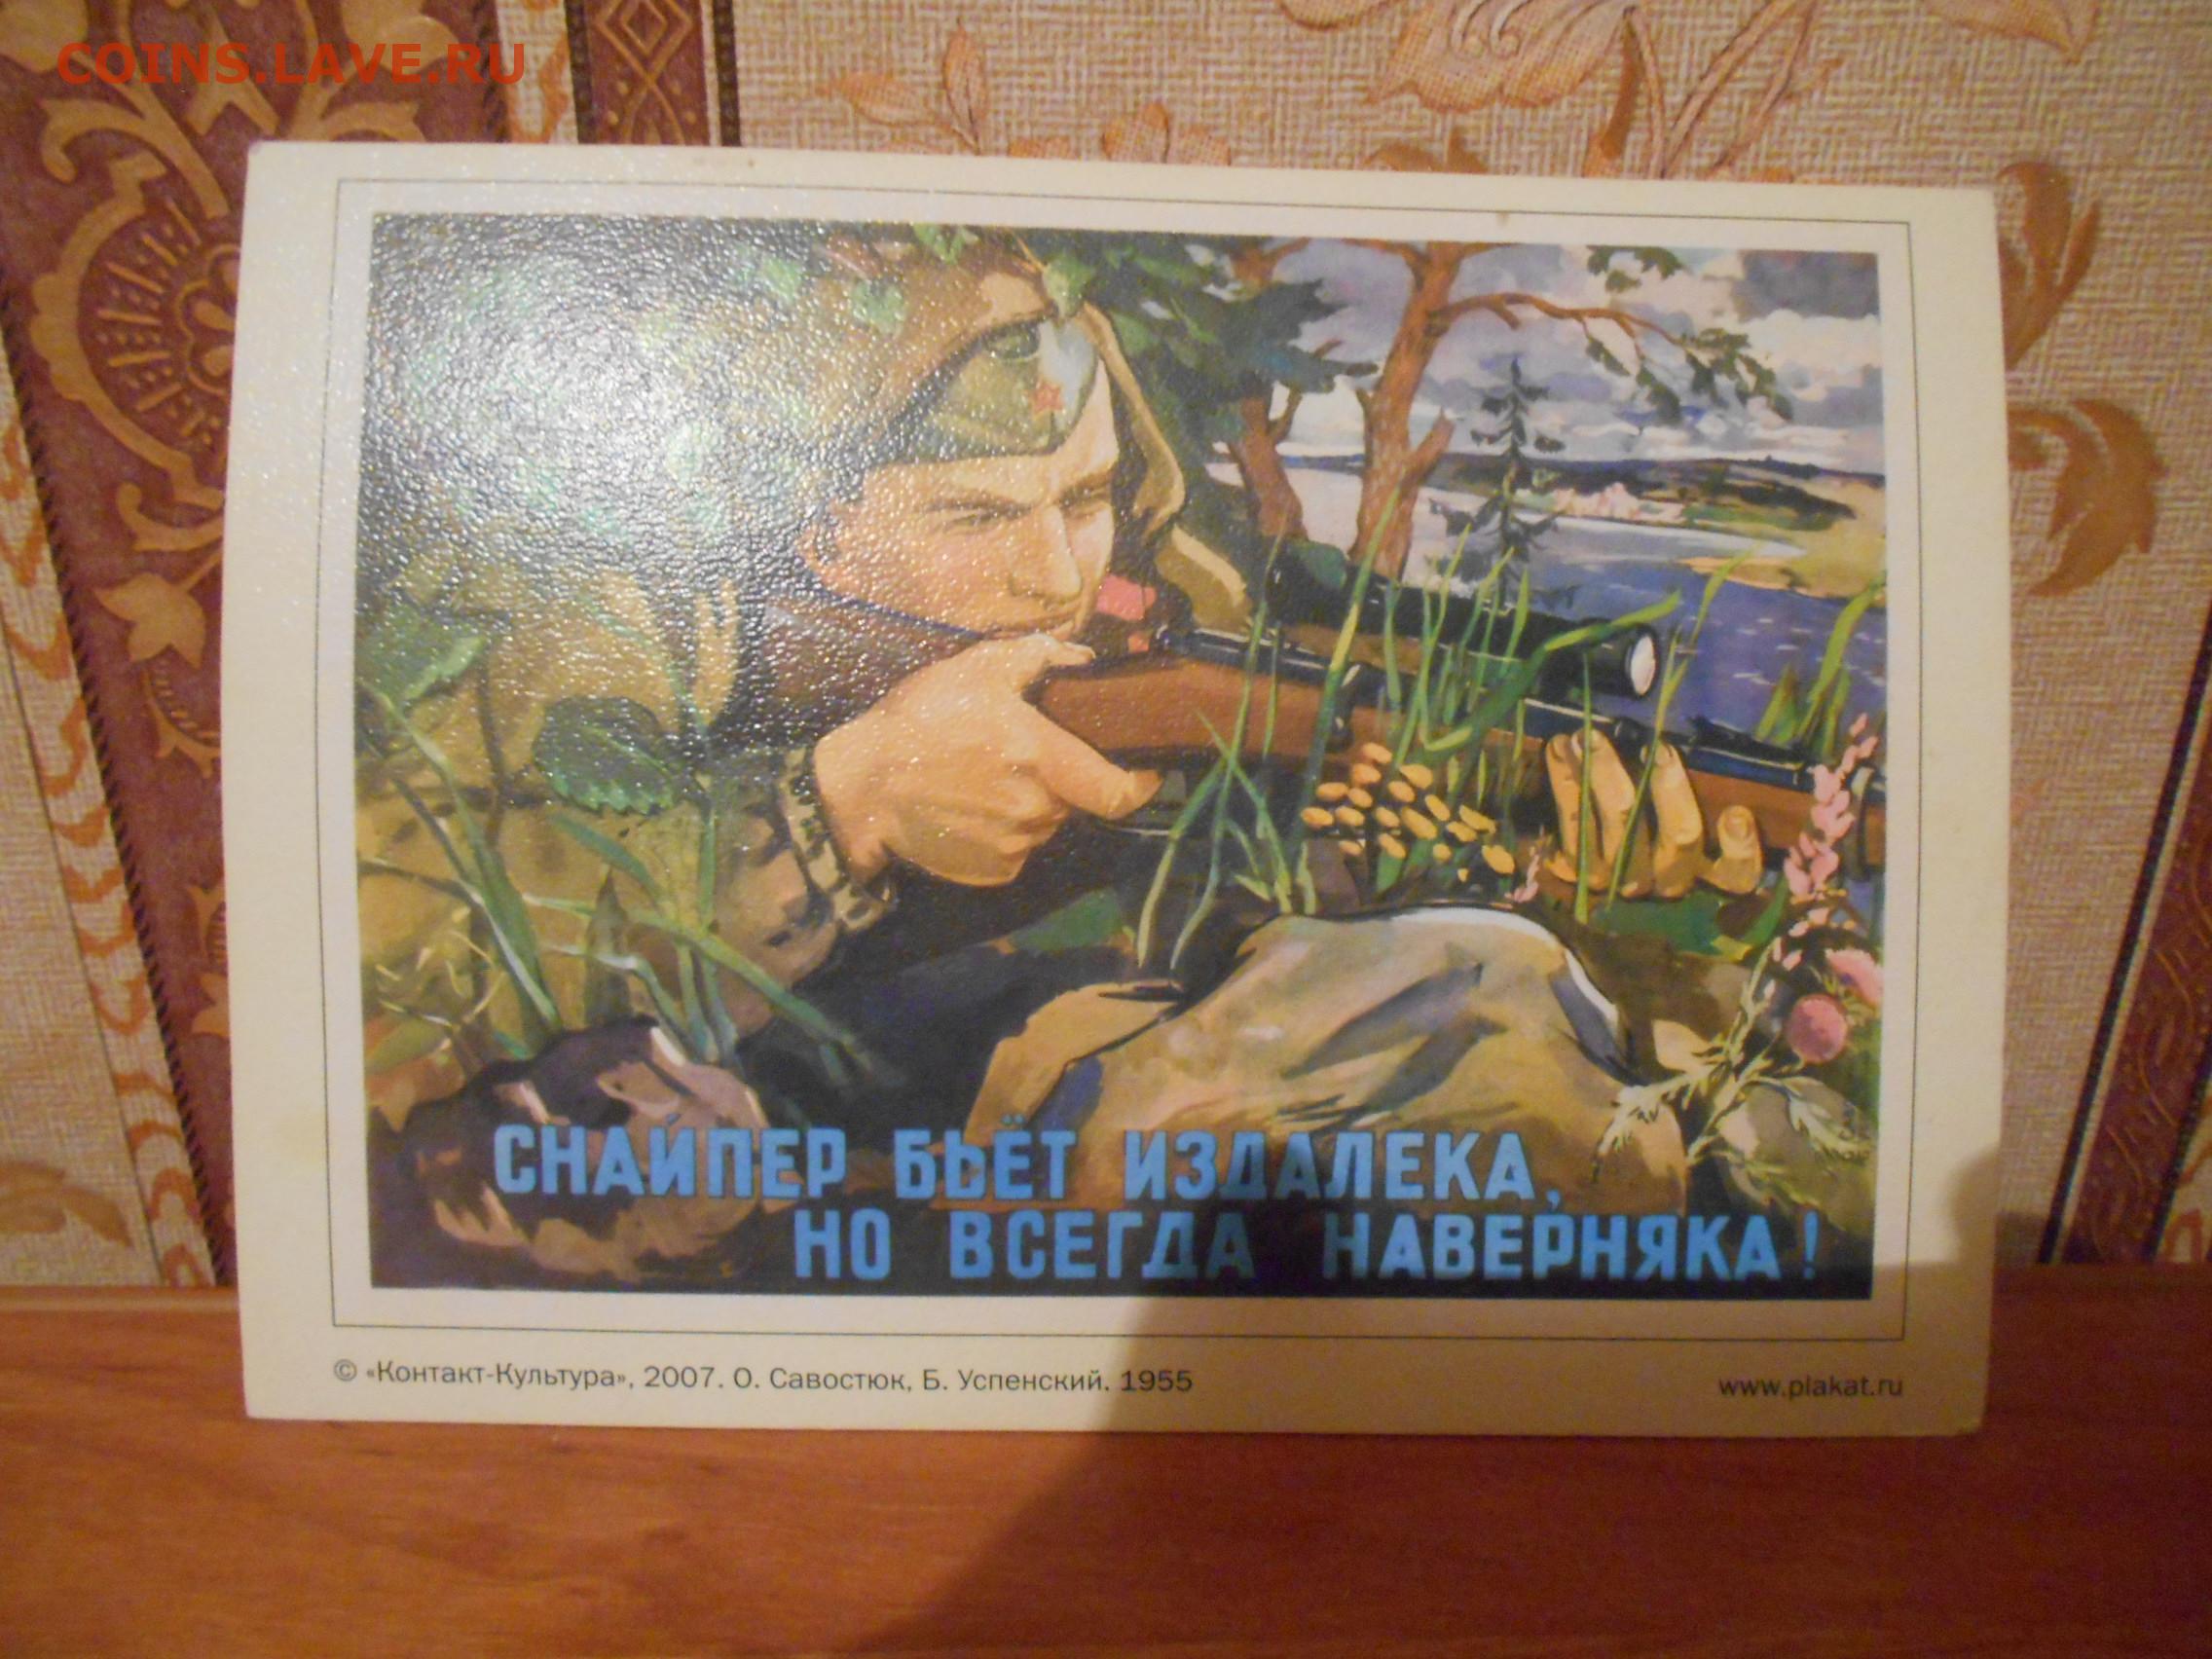 COINS.LAVE.RU
СНАЙПЕР БЬЁТ ИЗДАЛЕКА,
НО ВСЕГДА НАВЕРНЯКА!
© «Контакт-Культура», 2007. О. Савостюк, Б. Успенский. 1955
www.plakat.ru